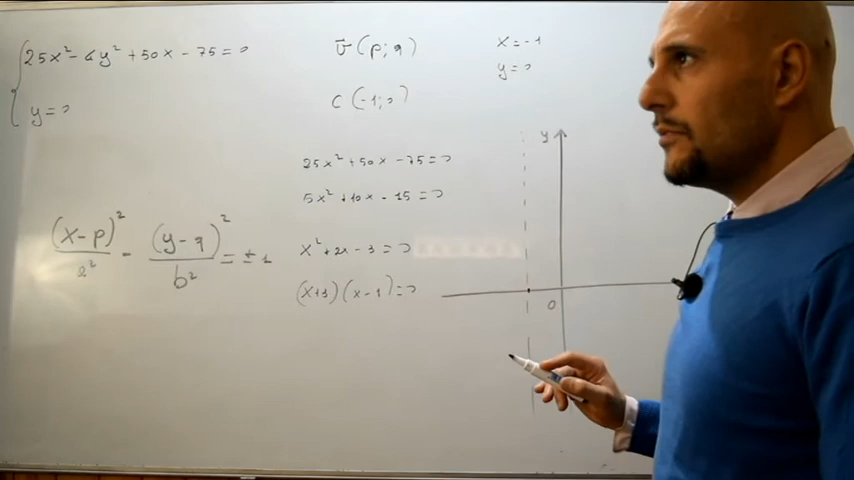 25x² - 4y² + 50x - 75 = 0
y = 0
(x-p)²/a² - (y-q)²/b² = ±1
v(p;q)
C(-1;0)
25x² + 50x - 75 = 0
5x² + 10x - 15 = 0
x² + 2x - 3 = 0
(x+3)(x-1) = 0
x = -1
y = 0
y
0